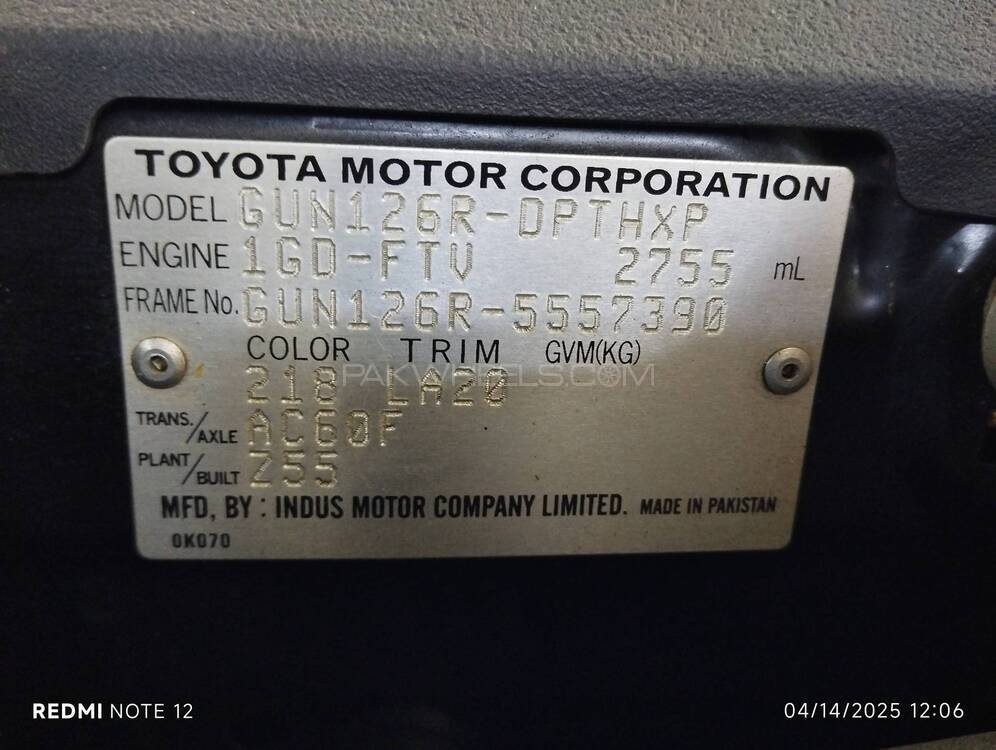 TOYOTA MOTOR CORPORATION
MODEL GUN126R-DPTHXP
ENGINE 1GD-FTV 2755 mL
FRAME No. GUN126R-5557390
COLOR TRIM GVM(KG)
218 LA20
PAKWHEELS.COM
TRANS./AXLE AC60F
PLANT/BUILT Z55
MFD, BY : INDUS MOTOR COMPANY LIMITED. MADE IN PAKISTAN
0K070
REDMI NOTE 12
04/14/2025 12:06